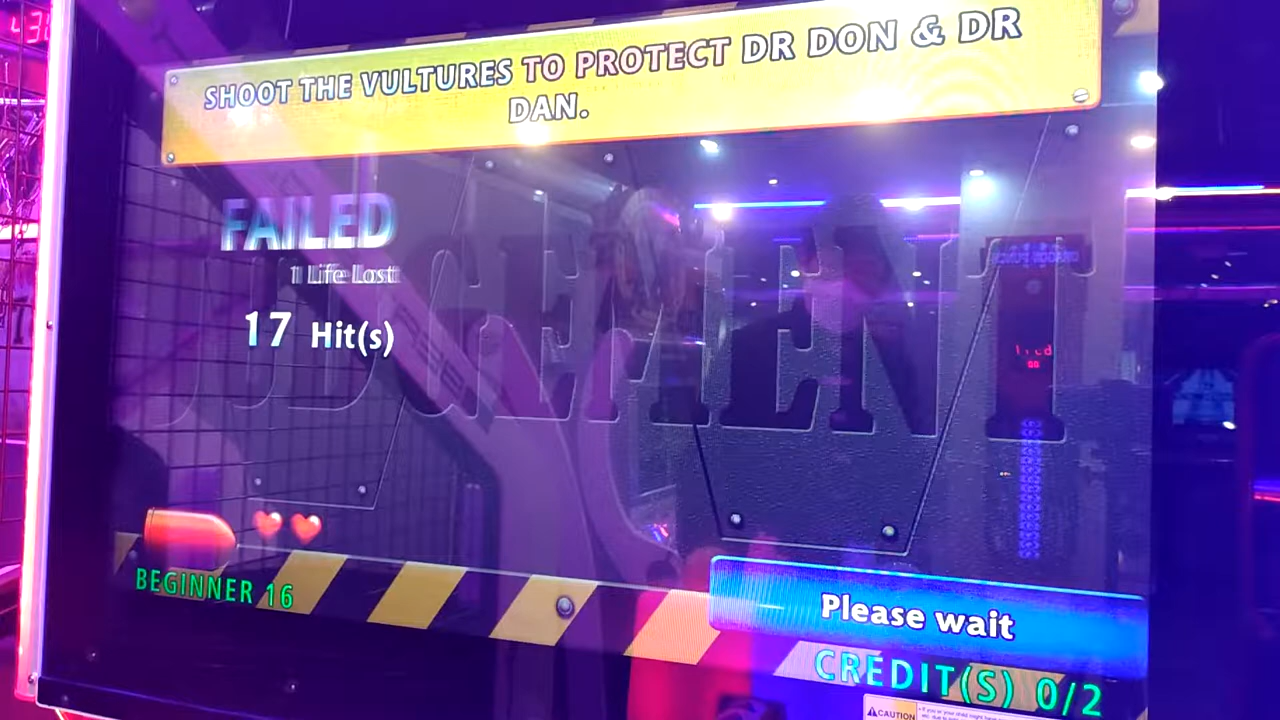 SHOOT THE VULTURES TO PROTECT DR DON & DR
DAN.
FAILED
1 Life Lost
17 Hit(s)
JUDGEMENT
BEGINNER 16
Please wait
CREDIT(S) 0/2
CAUTION